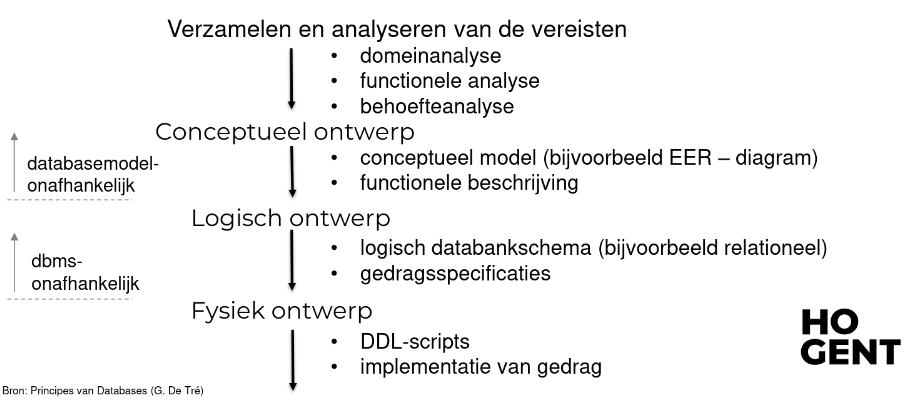 Verzamelen en analyseren van de vereisten
• domeinanalyse
• functionele analyse
• behoefteanalyse
Conceptueel ontwerp
databasemodel-
onafhankelijk
• conceptueel model (bijvoorbeeld EER – diagram)
• functionele beschrijving
Logisch ontwerp
dbms-
onafhankelijk
• logisch databankschema (bijvoorbeeld relationeel)
• gedragsspecificaties
Fysiek ontwerp
• DDL-scripts
• implementatie van gedrag
HO
GENT
Bron: Principes van Databases (G. De Tré)